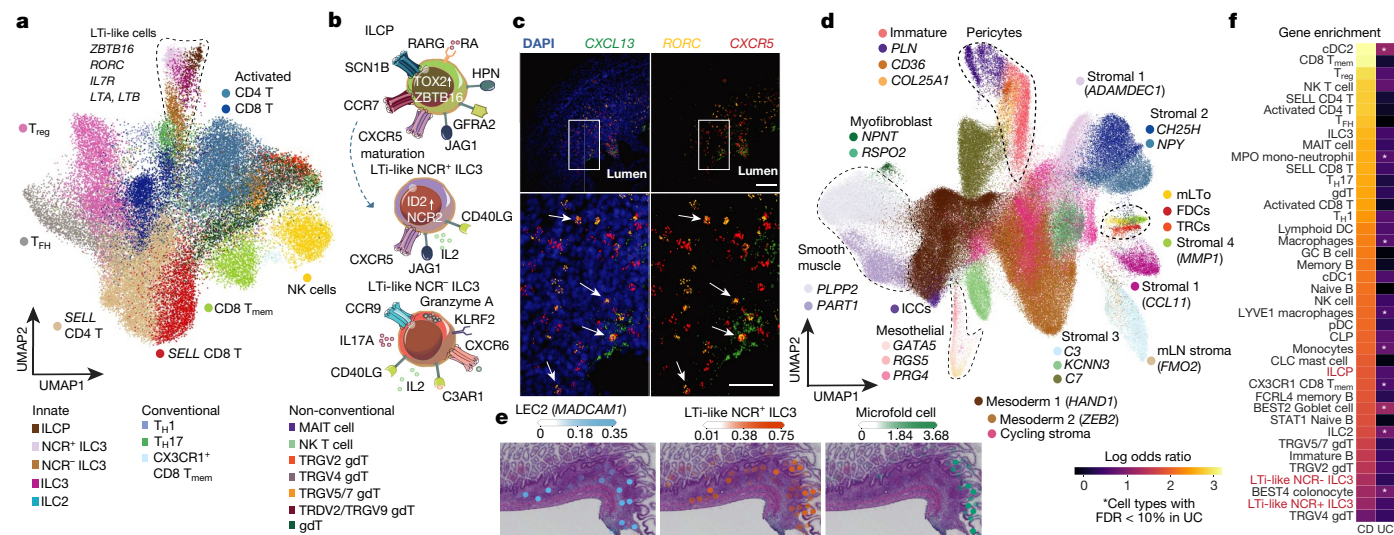 a
LTi-like cells
ZBTB16
RORC
IL7R
LTA, LTB
Activated
CD4 T
CD8 T
Treg
TFH
NK cells
CD8 Tmem
SELL
CD4 T
SELL CD8 T
UMAP2
UMAP1
Innate
ILCP
NCR+ ILC3
NCR− ILC3
ILC3
ILC2
Conventional
TH1
TH17
CX3CR1+
CD8 Tmem
Non-conventional
MAIT cell
NK T cell
TRGV2 gdT
TRGV4 gdT
TRGV5/7 gdT
TRDV2/TRGV9 gdT
gdT
b
ILCP
RARG
RA
SCN1B
HPN
TOX2↑
ZBTB16
CCR7
GFRA2
CXCR5
JAG1
maturation
LTi-like NCR+ ILC3
ID2↑
NCR2
CD40LG
IL2
CXCR5
JAG1
LTi-like NCR− ILC3
Granzyme A
CCR9
KLRF2
IL17A
CXCR6
CD40LG
IL2
C3AR1
c
DAPI
CXCL13
RORC
CXCR5
Lumen
Lumen
d
Immature
PLN
CD36
COL25A1
Pericytes
Stromal 1
(ADAMDEC1)
Stromal 2
CH25H
NPY
Myofibroblast
NPNT
RSPO2
mLTo
FDCs
TRCs
Stromal 4
(MMP1)
Smooth
muscle
PLPP2
PART1
Stromal 1
(CCL11)
ICCs
UMAP2
UMAP1
Mesothelial
GATA5
RGS5
PRG4
Stromal 3
C3
KCNN3
C7
mLN stroma
(FMO2)
Mesoderm 1 (HAND1)
Mesoderm 2 (ZEB2)
Cycling stroma
Log odds ratio
0 1 2 3
*Cell types with
FDR < 10% in UC
e
LEC2 (MADCAM1)
0 0.18 0.35
LTi-like NCR+ ILC3
0.01 0.38 0.75
Microfold cell
0 1.84 3.68
f
Gene enrichment
cDC2 *
CD8 Tmem
Treg
NK T cell *
SELL CD4 T
Activated CD4 T
TFH
ILC3
MAIT cell
MPO mono-neutrophil *
SELL CD8 T
TH17
gdT
Activated CD8 T
TH1
Lymphoid DC
Macrophages *
GC B cell
Memory B
cDC1
Naive B
NK cell
LYVE1 macrophages *
pDC
CLP
Monocytes *
CLC mast cell
ILCP
CX3CR1 CD8 Tmem *
FCRL4 memory B
BEST2 Goblet cell *
STAT1 Naive B
ILC2 *
TRGV5/7 gdT
Immature B
TRGV2 gdT
LTi-like NCR- ILC3
BEST4 colonocyte *
LTi-like NCR+ ILC3
TRGV4 gdT
CD UC